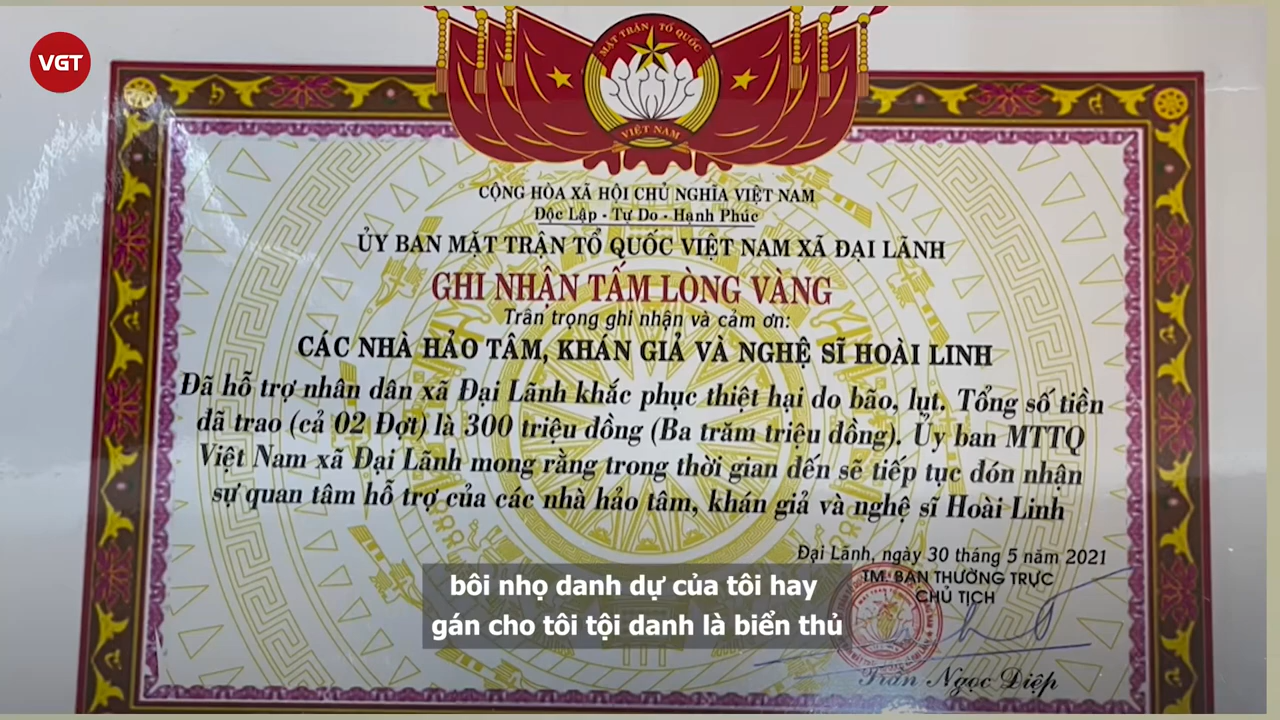 VGT
MẶT TRẬN TỔ QUỐC
VIỆT NAM
CỘNG HÒA XÃ HỘI CHỦ NGHĨA VIỆT NAM
Độc Lập - Tự Do - Hạnh Phúc
ỦY BAN MẶT TRẬN TỔ QUỐC VIỆT NAM XÃ ĐẠI LÃNH
GHI NHẬN TẤM LÒNG VÀNG
Trân trọng ghi nhận và cảm ơn:
CÁC NHÀ HẢO TÂM, KHÁN GIẢ VÀ NGHỆ SĨ HOÀI LINH
Đã hỗ trợ nhân dân xã Đại Lãnh khắc phục thiệt hại do bão, lụt. Tổng số tiền
đã trao (cả 02 Đợt) là 300 triệu đồng (Ba trăm triệu đồng). Ủy ban MTTQ
Việt Nam xã Đại Lãnh mong rằng trong thời gian đến sẽ tiếp tục đón nhận
sự quan tâm hỗ trợ của các nhà hảo tâm, khán giả và nghệ sĩ Hoài Linh
Đại Lãnh, ngày 30 tháng 5 năm 2021
TM. BAN THƯỜNG TRỰC
CHỦ TỊCH
bôi nhọ danh dự của tôi hay
gán cho tôi tội danh là biển thủ
Trần Ngọc Diệp